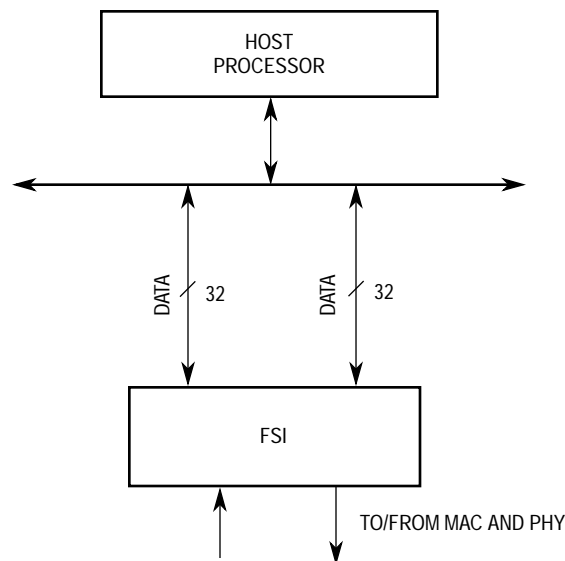 HOST
PROCESSOR
DATA
32
DATA
32
FSI
TO/FROM MAC AND PHY